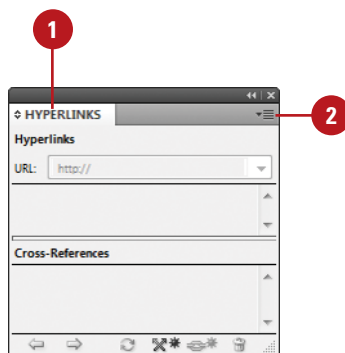 1
HYPERLINKS
2
Hyperlinks
URL: http://
Cross-References